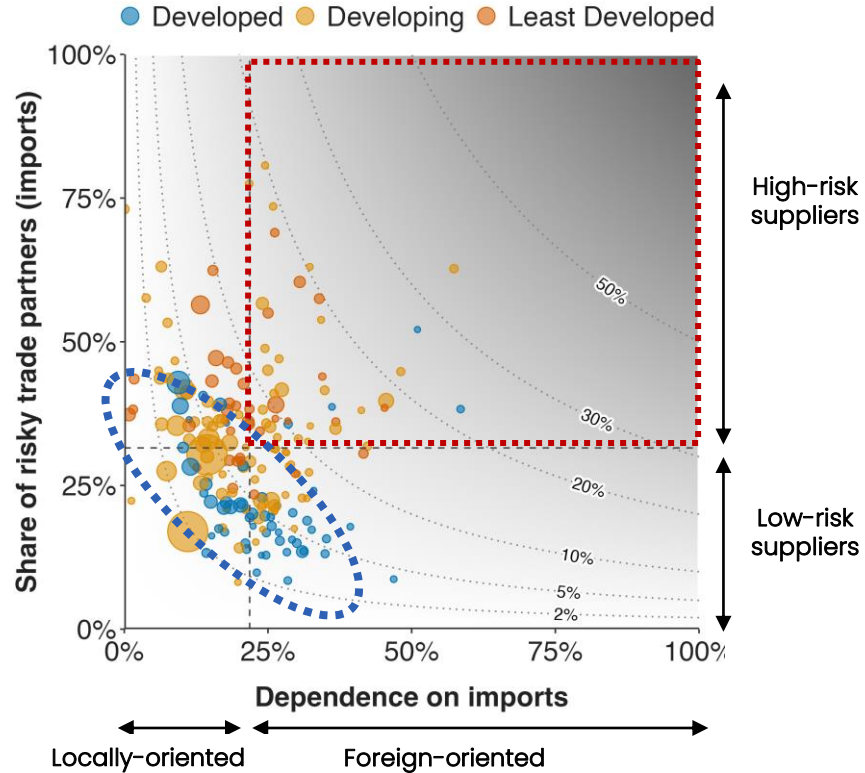 Developed Developing Least Developed
100%
75%
50%
25%
0%
Share of risky trade partners (imports)
50%
30%
20%
10%
5%
2%
High-risk
suppliers
Low-risk
suppliers
0% 25% 50% 75% 100%
Dependence on imports
Locally-oriented Foreign-oriented